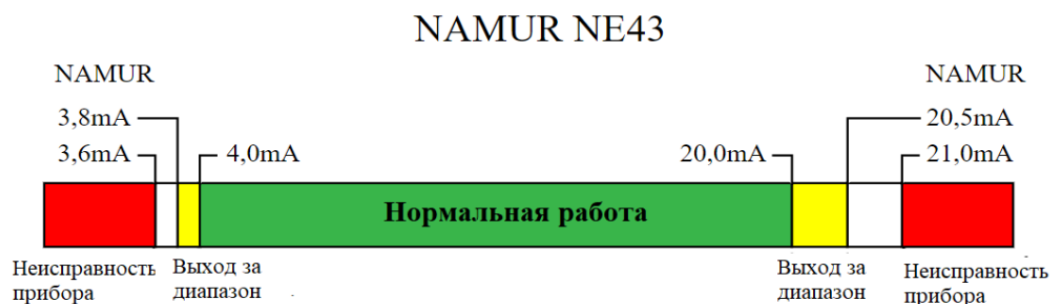 NAMUR NE43
NAMUR
NAMUR
3,8mA
20,5mA
3,6mA
4,0mA
20,0mA
21,0mA
Нормальная работа
Неисправность
прибора
Выход за
диапазон
Выход за
диапазон
Неисправность
прибора